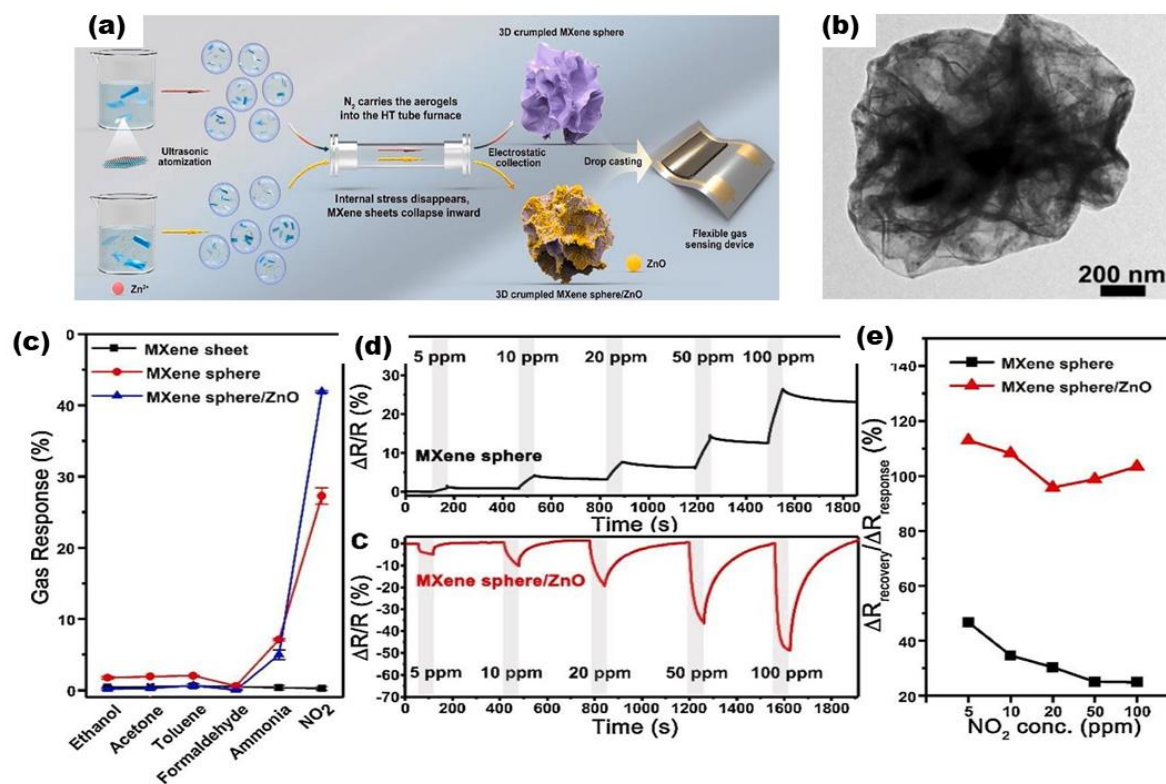 (a)
3D crumpled MXene sphere
N2 carries the aerogels
into the HT tube furnace
Ultrasonic
atomization
Electrostatic
collection
Drop casting
Internal stress disappears,
MXene sheets collapse inward
Flexible gas
sensing device
Zn2+
ZnO
3D crumpled MXene sphere/ZnO
(b)
200 nm
(c)
0
MXene sheet
MXene sphere
MXene sphere/ZnO
40
30
20
10
0
Gas Response (%)
Ethanol
Acetone
Toluene
Formaldehyde
Ammonia
NO2
(d)
5 ppm 10 ppm 20 ppm 50 ppm 100 ppm
30
20
10
0
ΔR/R (%)
MXene sphere
0 200 400 600 800 1000 1200 1400 1600 1800
Time (s)
C
10
0
-10
-20
-30
-40
-50
-60
-70
ΔR/R (%)
MXene sphere/ZnO
5 ppm 10 ppm 20 ppm 50 ppm 100 ppm
0 200 400 600 800 1000 1200 1400 1600 1800
Time (s)
(e)
MXene sphere
MXene sphere/ZnO
140
120
100
80
60
40
20
ΔRrecovery/ΔRresponse (%)
5 10 20 50 100
NO2 conc. (ppm)